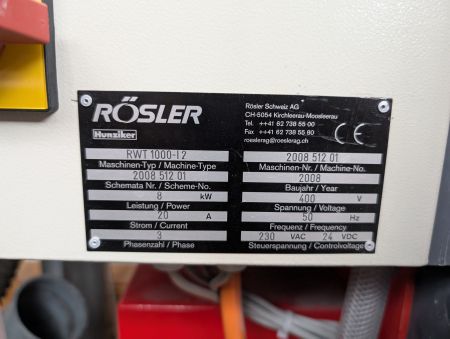 RÖSLER
Hunziker
Rösler Schweiz AG
CH-5054 Kirchleerau-Moosleerau
Tel. ++41 62 738 55 00
Fax ++41 62 738 55 80
roeslerag@roeslerag.ch
CE
RWT 1000-I 2
Maschinen-Typ / Machine-Type
2008 512 01
Schemata Nr. / Scheme-No.
8 kW
Leistung / Power
20 A
Strom / Current
3
Phasenzahl / Phase
2008 512 01
Maschinen-Nr. / Machine-No.
2008
Baujahr / Year
400 V
Spannung / Voltage
50 Hz
Frequenz / Frequency
230 VAC 24 VDC
Steuerspannung / Controlvoltage